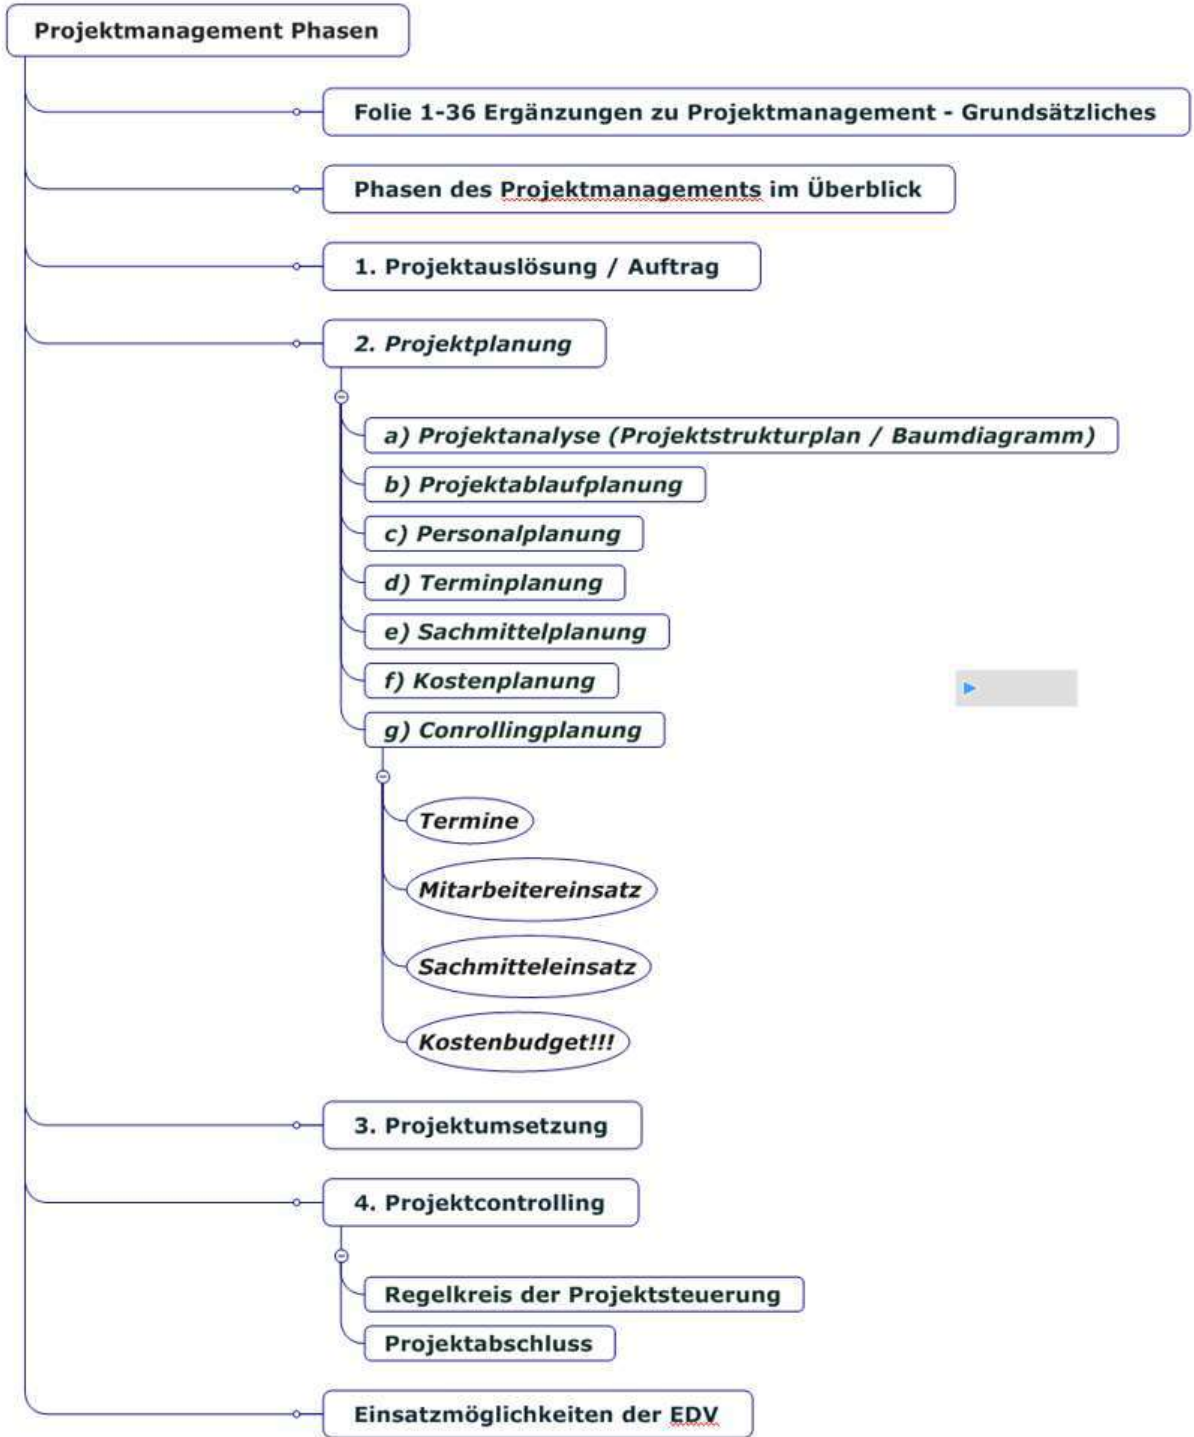 Projektmanagement Phasen
Folie 1-36 Ergänzungen zu Projektmanagement - Grundsätzliches
Phasen des Projektmanagements im Überblick
1. Projektauslösung / Auftrag
2. Projektplanung
a) Projektanalyse (Projektstrukturplan / Baumdiagramm)
b) Projektablaufplanung
c) Personalplanung
d) Terminplanung
e) Sachmittelplanung
f) Kostenplanung
g) Conrollingplanung
Termine
Mitarbeitereinsatz
Sachmitteleinsatz
Kostenbudget!!!
3. Projektumsetzung
4. Projektcontrolling
Regelkreis der Projektsteuerung
Projektabschluss
Einsatzmöglichkeiten der EDV